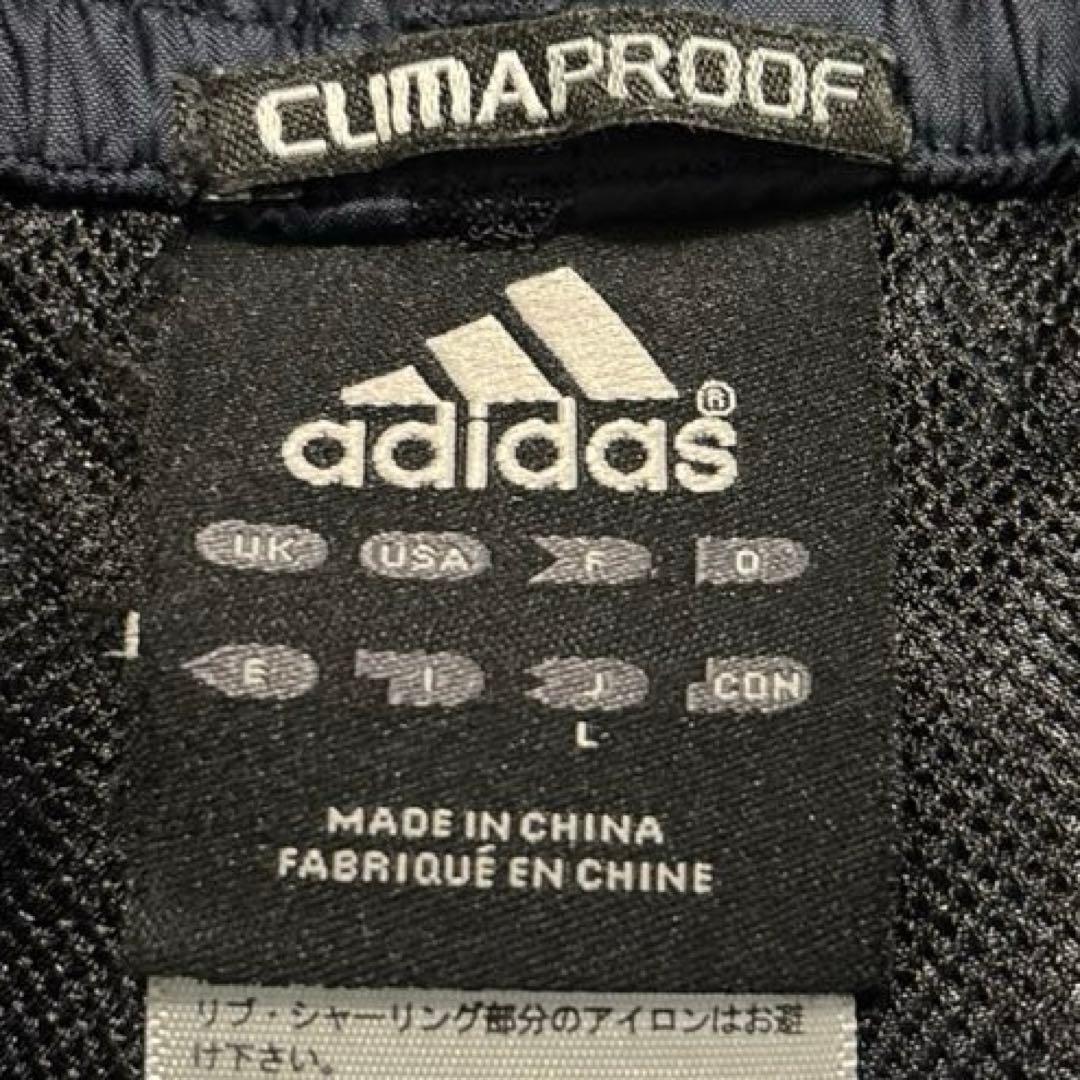 CLIMAPROOF
adidas®
UK USA F D
E I J CDN
L
MADE IN CHINA
FABRIQUÉ EN CHINE
リブ・シャーリング部分のアイロンはお避
け下さい。